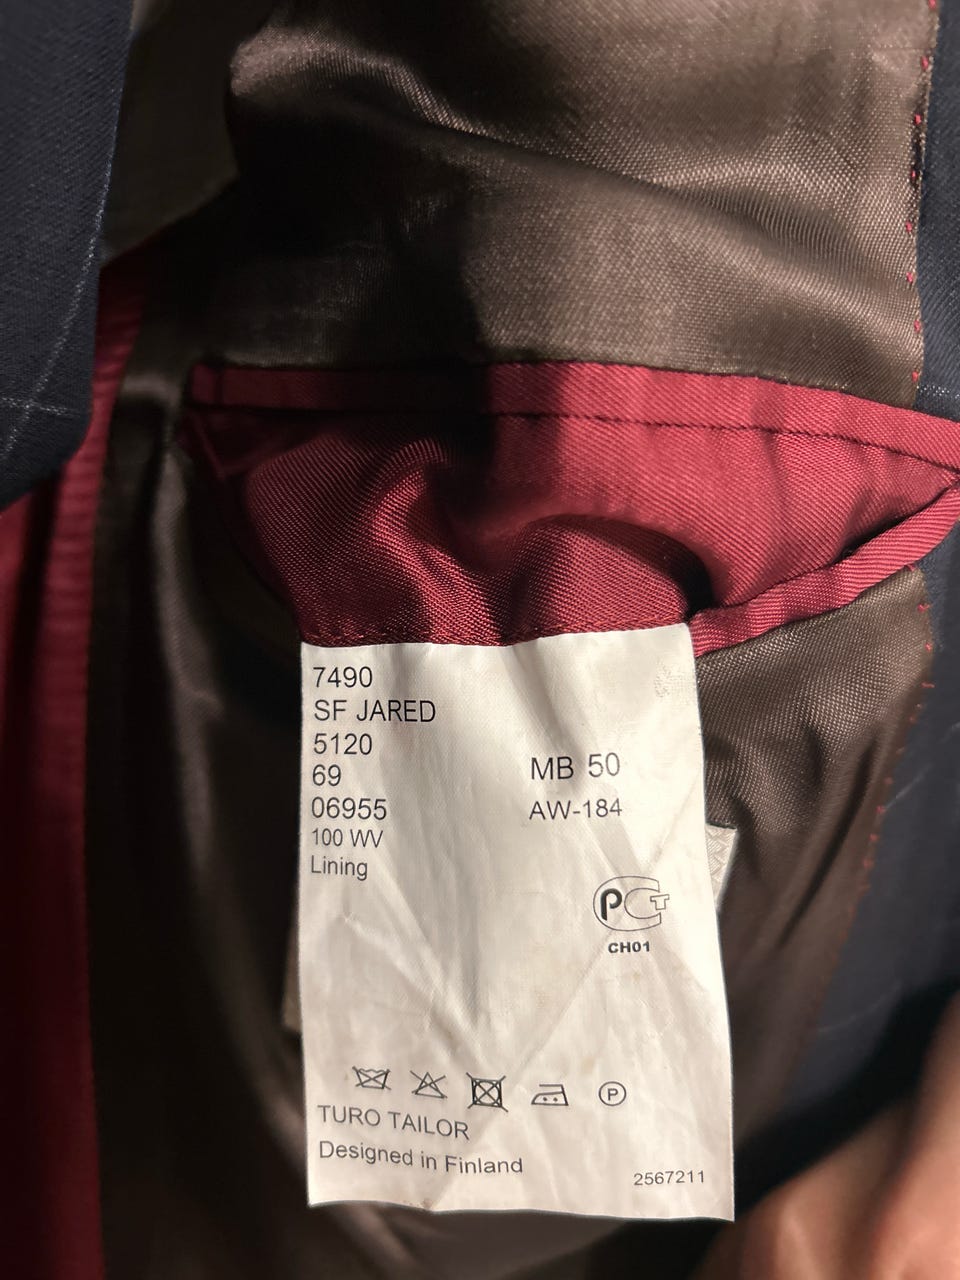 7490
SF JARED
5120
69
06955
100 WV
Lining
MB 50
AW-184
РСТ
CH01
P
TURO TAILOR
Designed in Finland
2567211